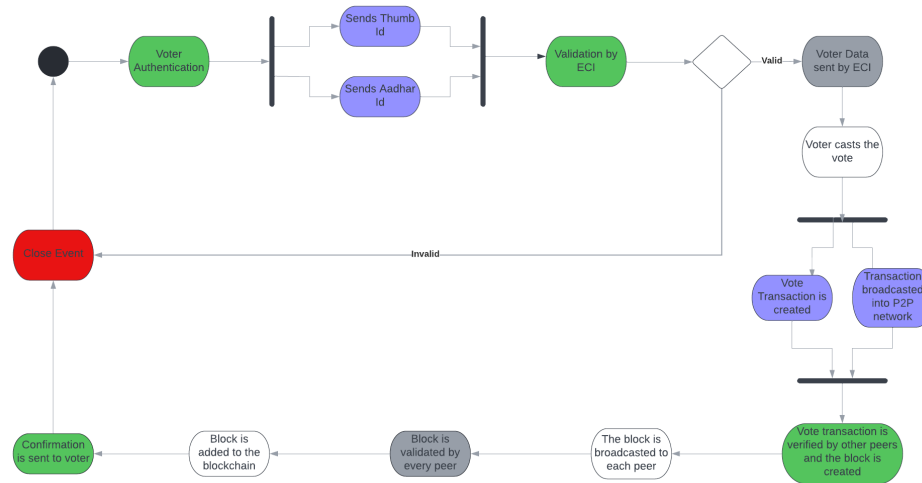 Voter
Authentication
Sends Thumb
Id
Sends Aadhar
Id
Validation by
ECI
Valid
Voter Data
sent by ECI
Voter casts the
vote
Close Event
Invalid
Vote
Transaction is
created
Transaction
broadcasted
into P2P
network
Confirmation
is sent to voter
Block is
added to the
blockchain
Block is
validated by
every peer
The block is
broadcasted to
each peer
Vote transaction is
verified by other peers
and the block is
created